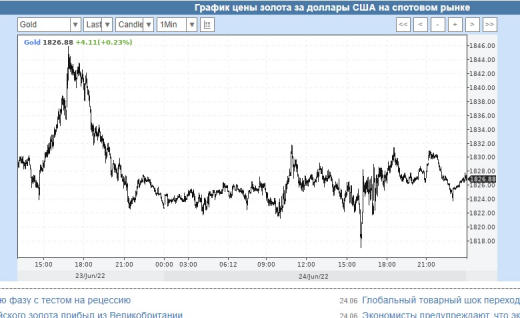 График цены золота за доллары США на спотовом рынке
Gold Last Candle 1Min << < - + > >>
Gold 1826.88 +4.11(+0.23%)
1846.00
1844.00
1842.00
1840.00
1838.00
1836.00
1834.00
1832.00
1830.00
1828.00
1826.88
1826.00
1824.00
1822.00
1820.00
1818.00
15:00 18:00 21:00 00:00 03:00 06:12 09:00 12:00 15:00 18:00 21:00
23/Jun/22 24/Jun/22
ю фазу с тестом на рецессию
24.06 Глобальный товарный шок переход
йского золота прибыл из Великобритании
24.06 Экономисты предупреждают, что эк